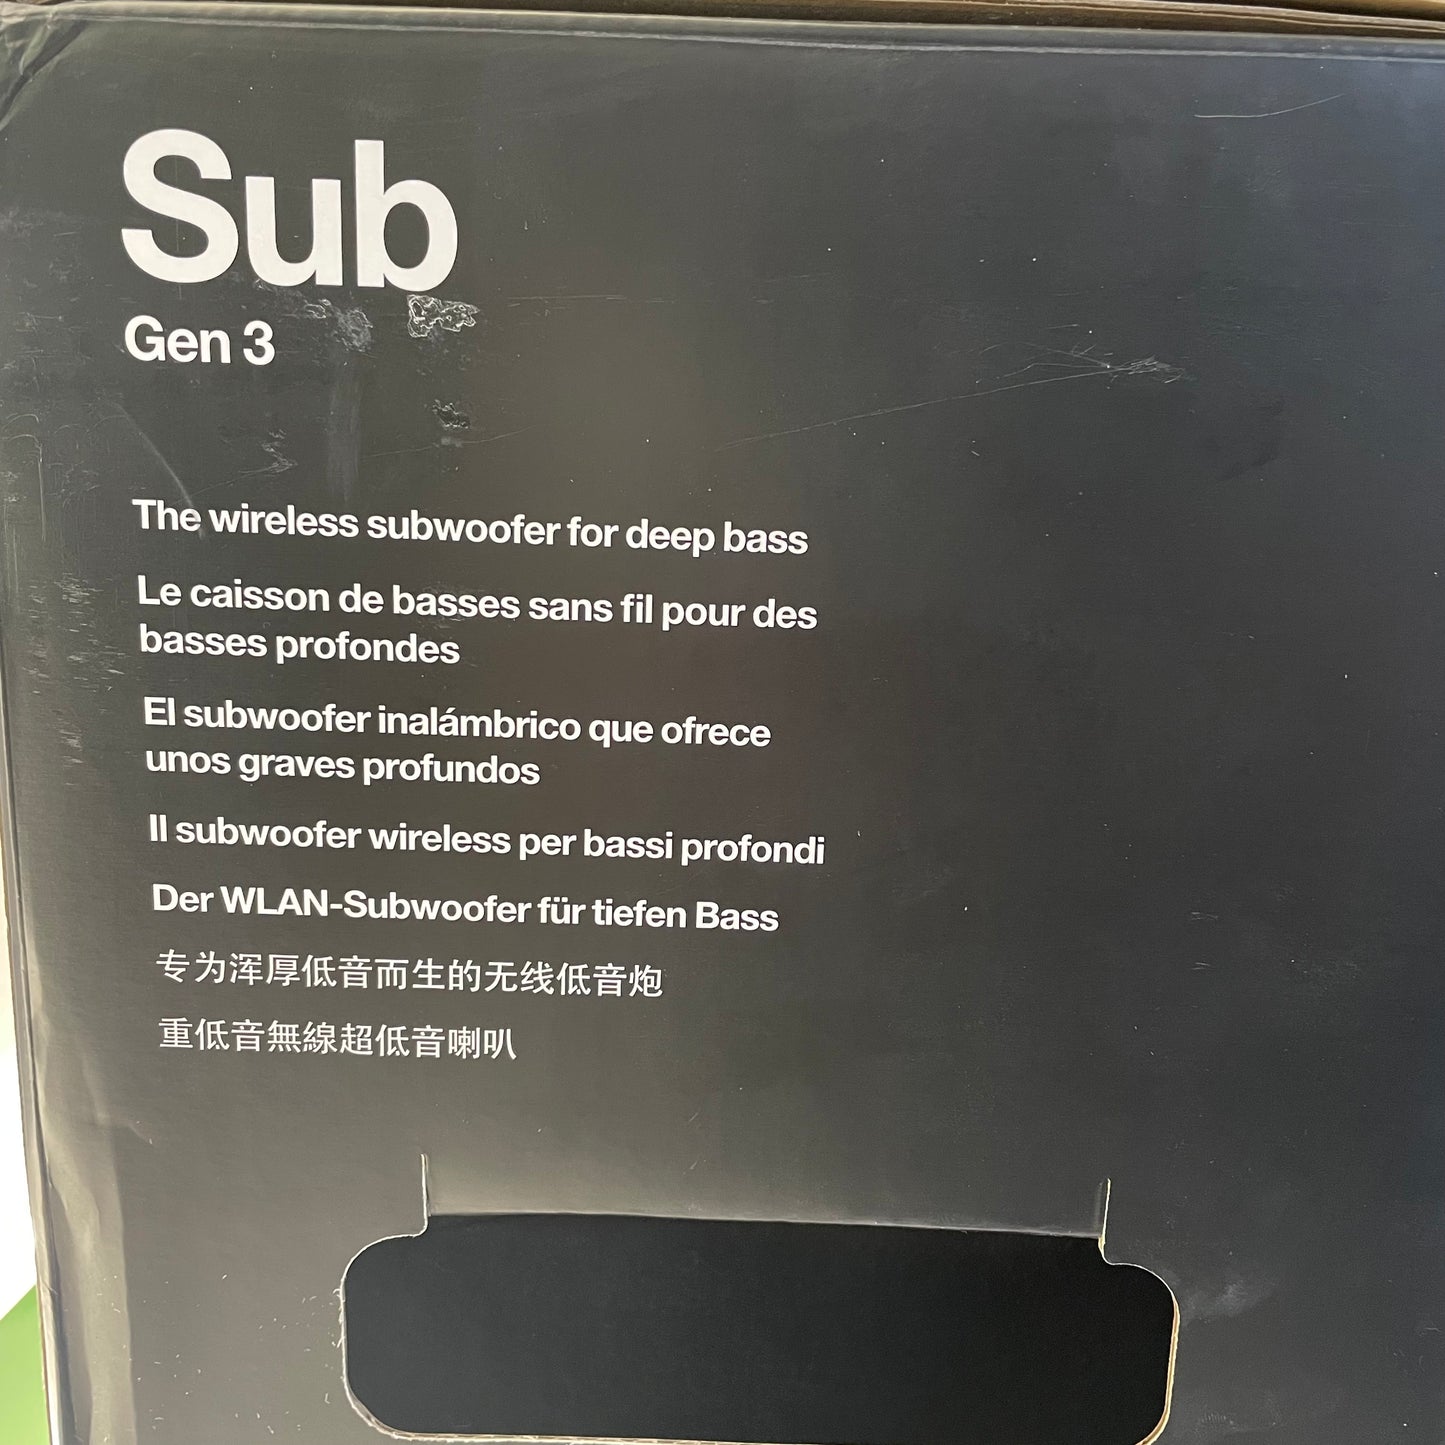 Sub
Gen 3
The wireless subwoofer for deep bass
Le caisson de basses sans fil pour des
basses profondes
El subwoofer inalámbrico que ofrece
unos graves profundos
Il subwoofer wireless per bassi profondi
Der WLAN-Subwoofer für tiefen Bass
专为浑厚低音而生的无线低音炮
重低音無線超低音喇叭